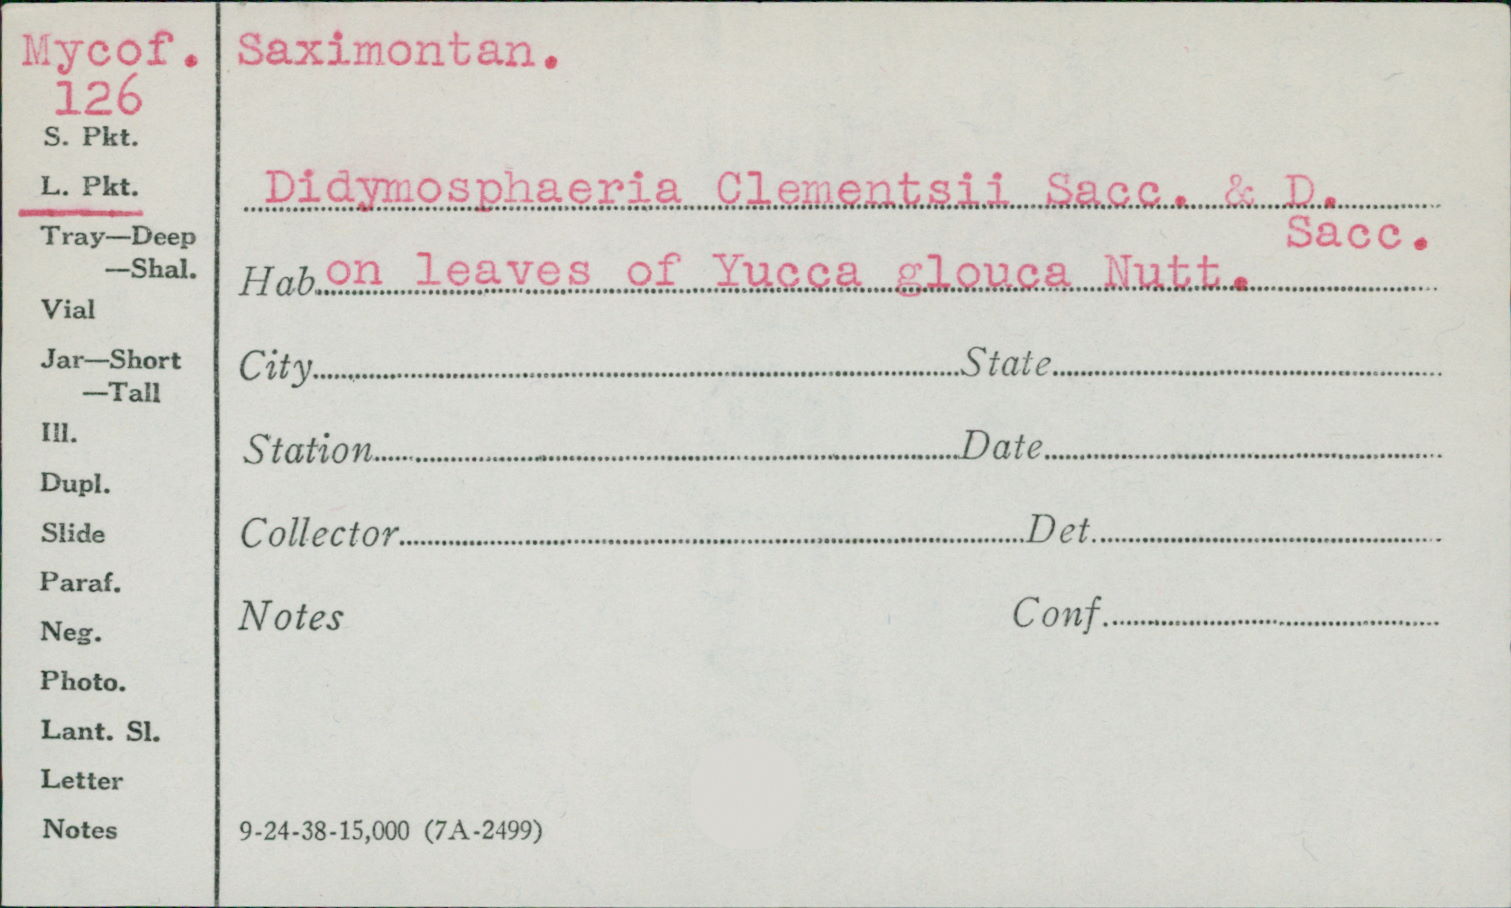 Mycof.
126
S. Pkt.
L. Pkt.
Tray—Deep
—Shal.
Vial
Jar—Short
—Tall
Ill.
Dupl.
Slide
Paraf.
Neg.
Photo.
Lant. Sl.
Letter
Notes
Saximontan.
Didymosphaeria Clementsii Sacc. & D.
Sacc.
Hab. on leaves of Yucca glouca Nutt.
City State
Station Date
Collector Det.
Notes Conf.
9-24-38-15,000 (7A-2499)